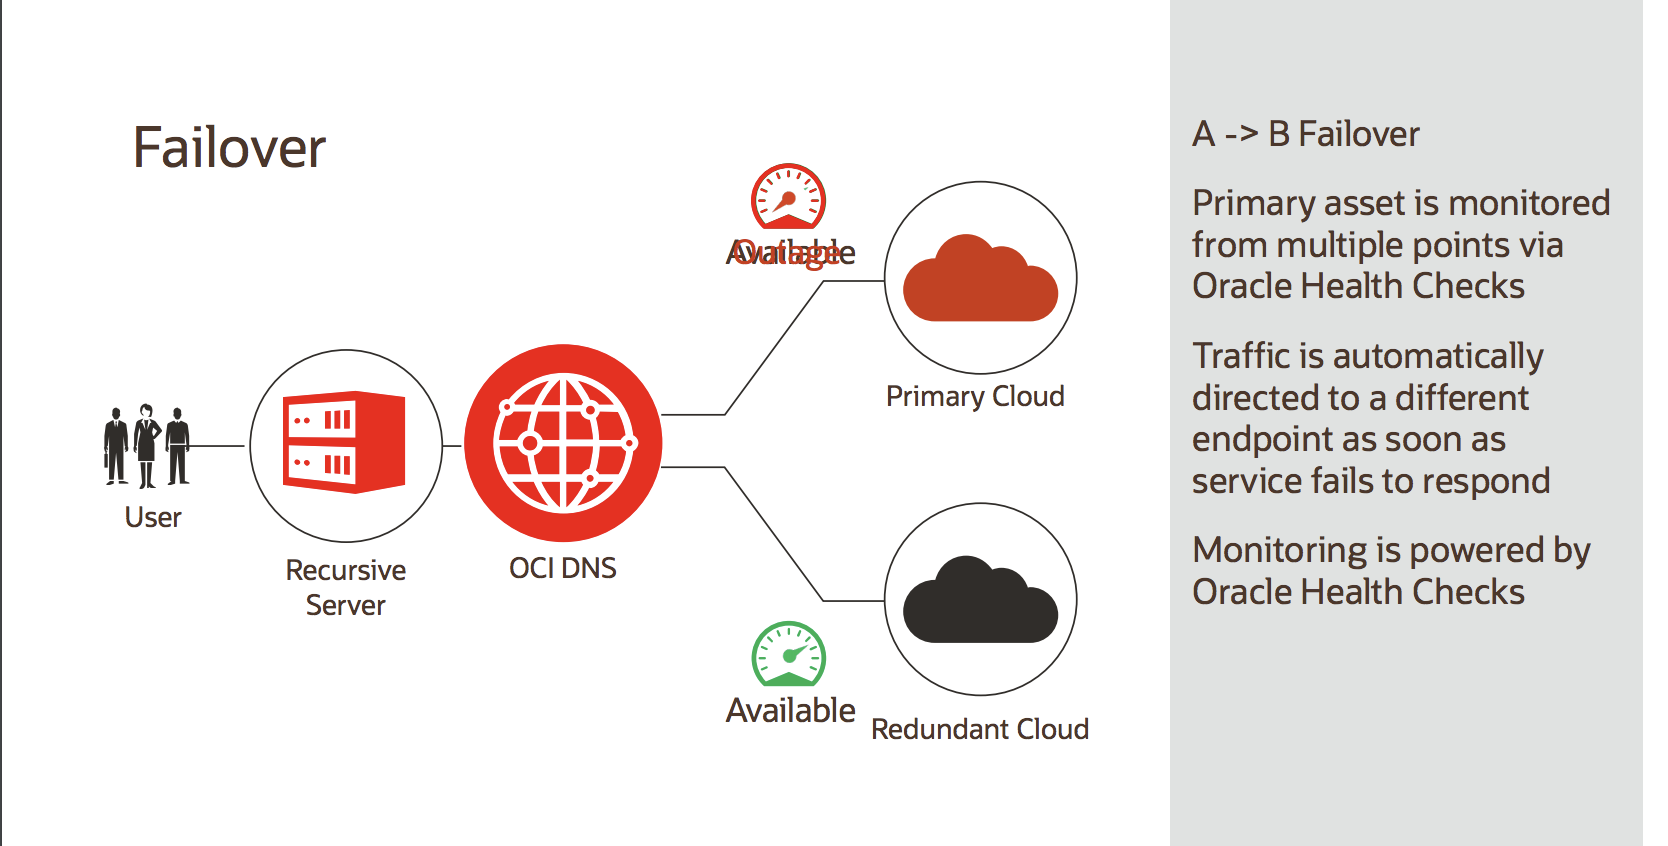 Failover
Available
Outage
Primary Cloud
User
Recursive
Server
OCI DNS
Available
Redundant Cloud
A -> B Failover
Primary asset is monitored
from multiple points via
Oracle Health Checks
Traffic is automatically
directed to a different
endpoint as soon as
service fails to respond
Monitoring is powered by
Oracle Health Checks